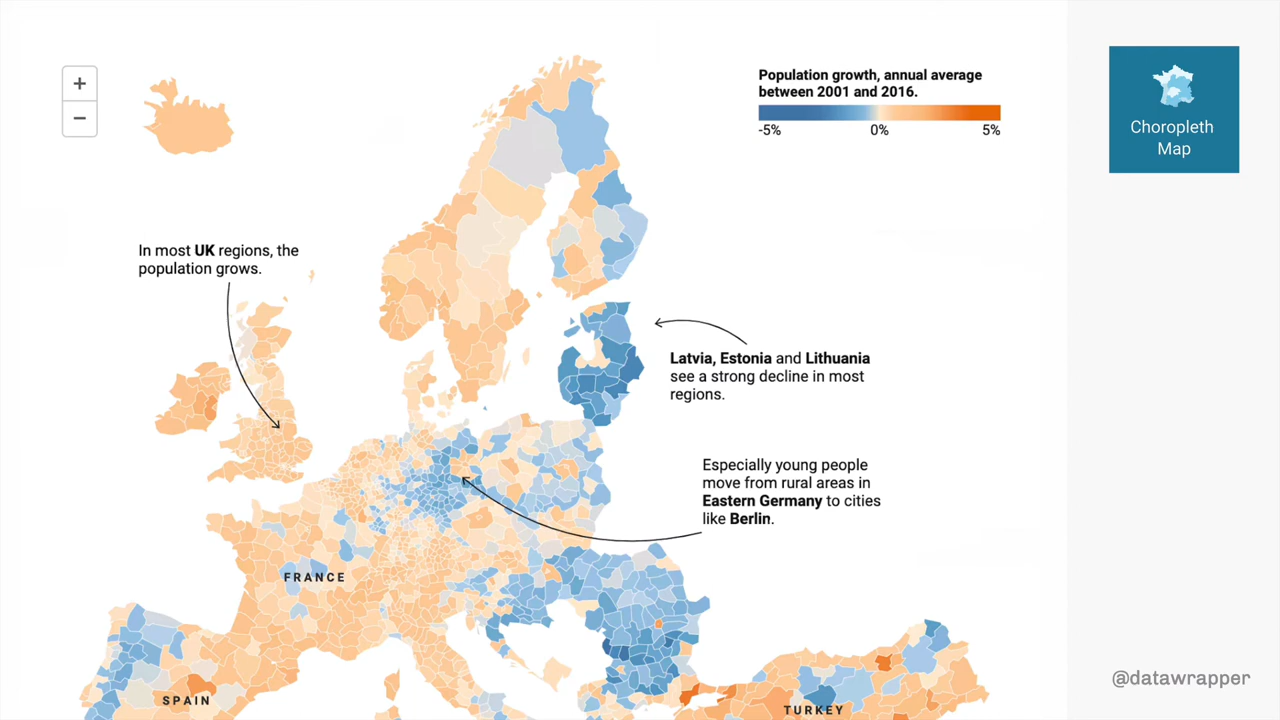 +
−
Population growth, annual average
between 2001 and 2016.
-5%
0%
5%
Choropleth
Map
In most UK regions, the
population grows.
Latvia, Estonia and Lithuania
see a strong decline in most
regions.
Especially young people
move from rural areas in
Eastern Germany to cities
like Berlin.
FRANCE
SPAIN
TURKEY
@datawrapper